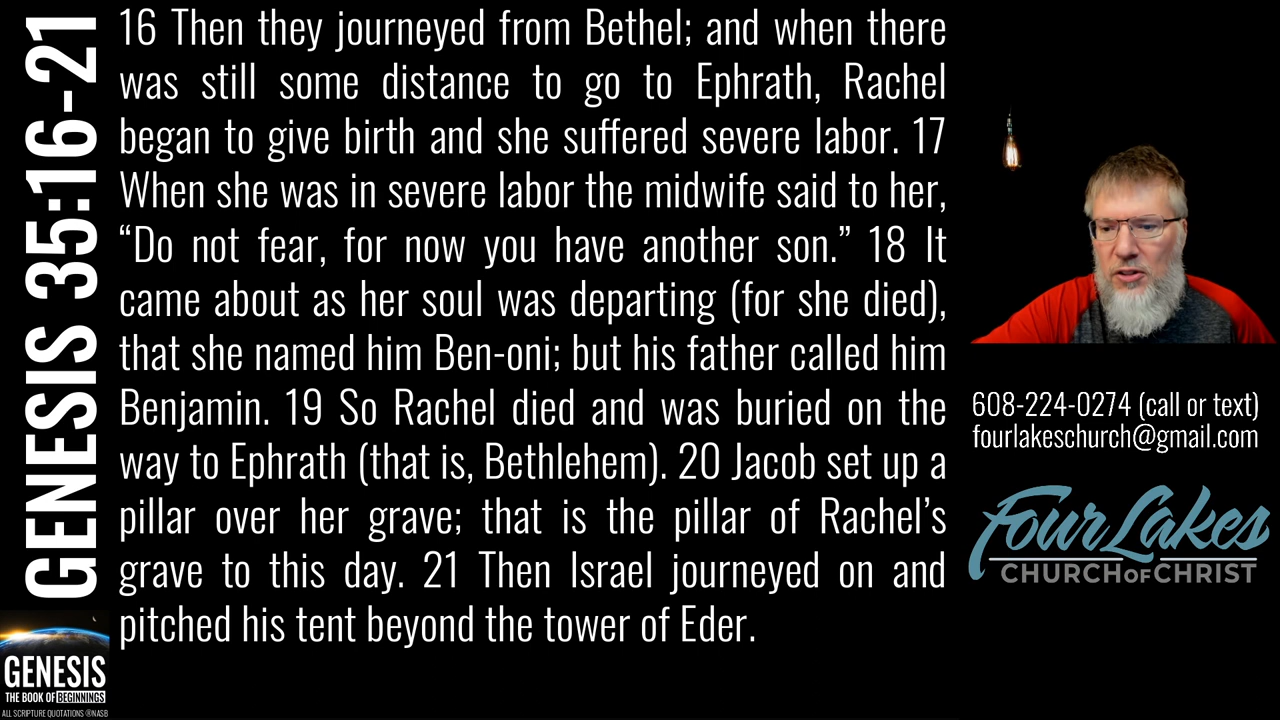 GENESIS 35:16-21
16 Then they journeyed from Bethel; and when there
was still some distance to go to Ephrath, Rachel
began to give birth and she suffered severe labor. 17
When she was in severe labor the midwife said to her,
“Do not fear, for now you have another son.” 18 It
came about as her soul was departing (for she died),
that she named him Ben-oni; but his father called him
Benjamin. 19 So Rachel died and was buried on the
way to Ephrath (that is, Bethlehem). 20 Jacob set up a
pillar over her grave; that is the pillar of Rachel’s
grave to this day. 21 Then Israel journeyed on and
pitched his tent beyond the tower of Eder.
GENESIS
THE BOOK OF BEGINNINGS
ALL SCRIPTURE QUOTATIONS ®NASB
608-224-0274 (call or text)
fourlakeschurch@gmail.com
Four Lakes
CHURCH OF CHRIST